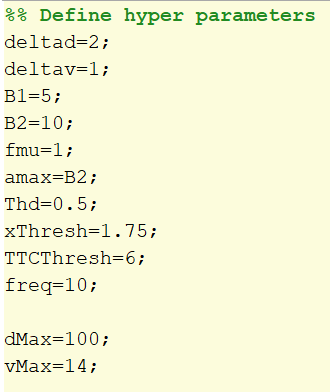 %% Define hyper parameters
deltad=2;
deltav=1;
B1=5;
B2=10;
fmu=1;
amax=B2;
Thd=0.5;
xThresh=1.75;
TTCThresh=6;
freq=10;
dMax=100;
vMax=14;